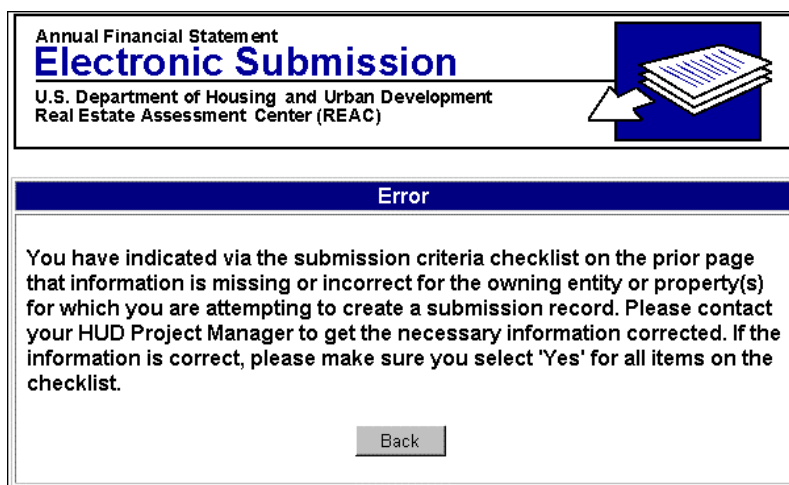 Annual Financial Statement
Electronic Submission
U.S. Department of Housing and Urban Development
Real Estate Assessment Center (REAC)
Error
You have indicated via the submission criteria checklist on the prior page
that information is missing or incorrect for the owning entity or property(s)
for which you are attempting to create a submission record. Please contact
your HUD Project Manager to get the necessary information corrected. If the
information is correct, please make sure you select 'Yes' for all items on the
checklist.
Back